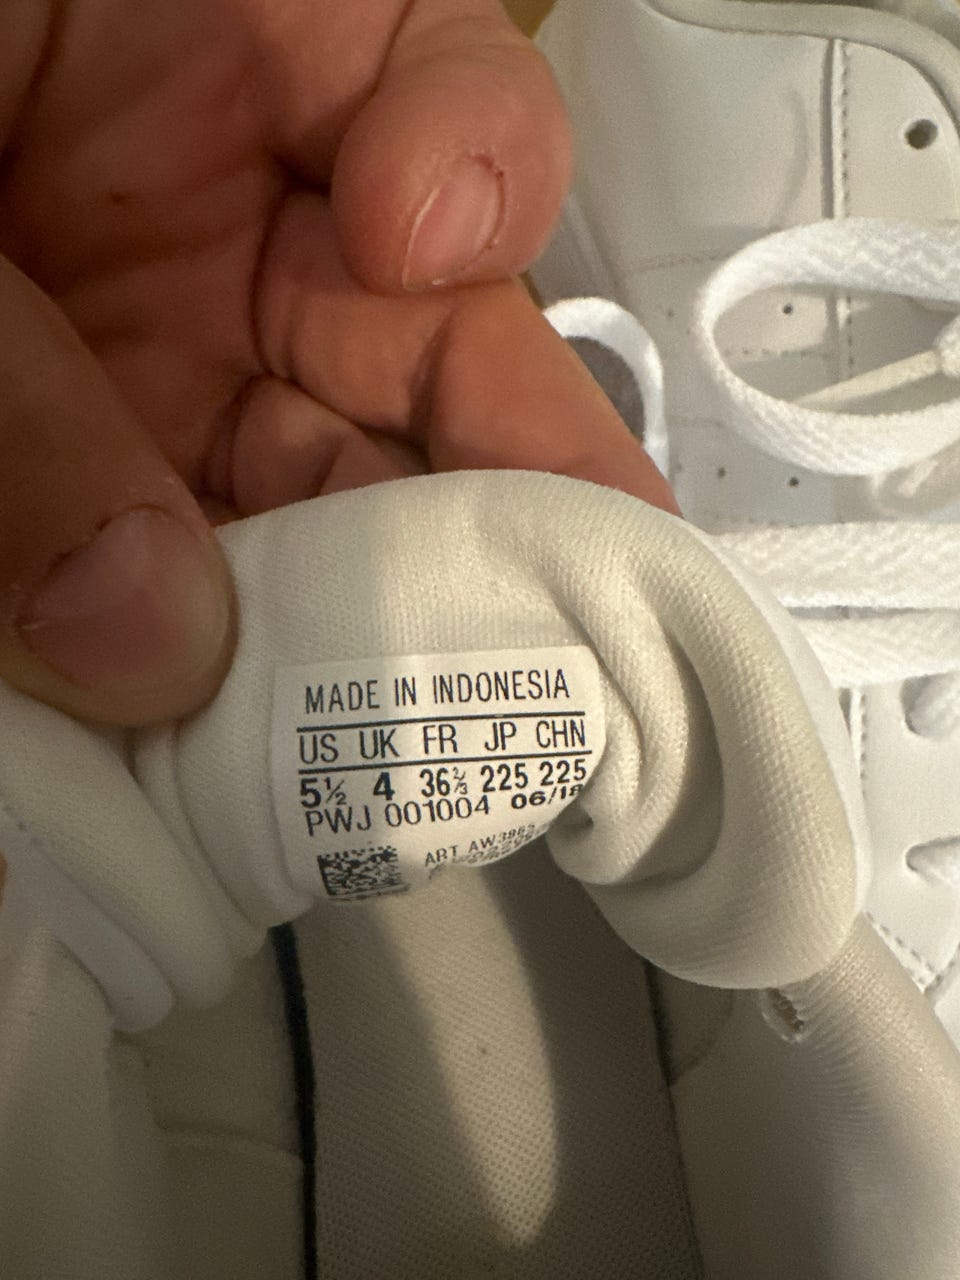 MADE IN INDONESIA
US UK FR JP CHN
5½ 4 36⅔ 225 225
PWJ 001004 06/18
ART